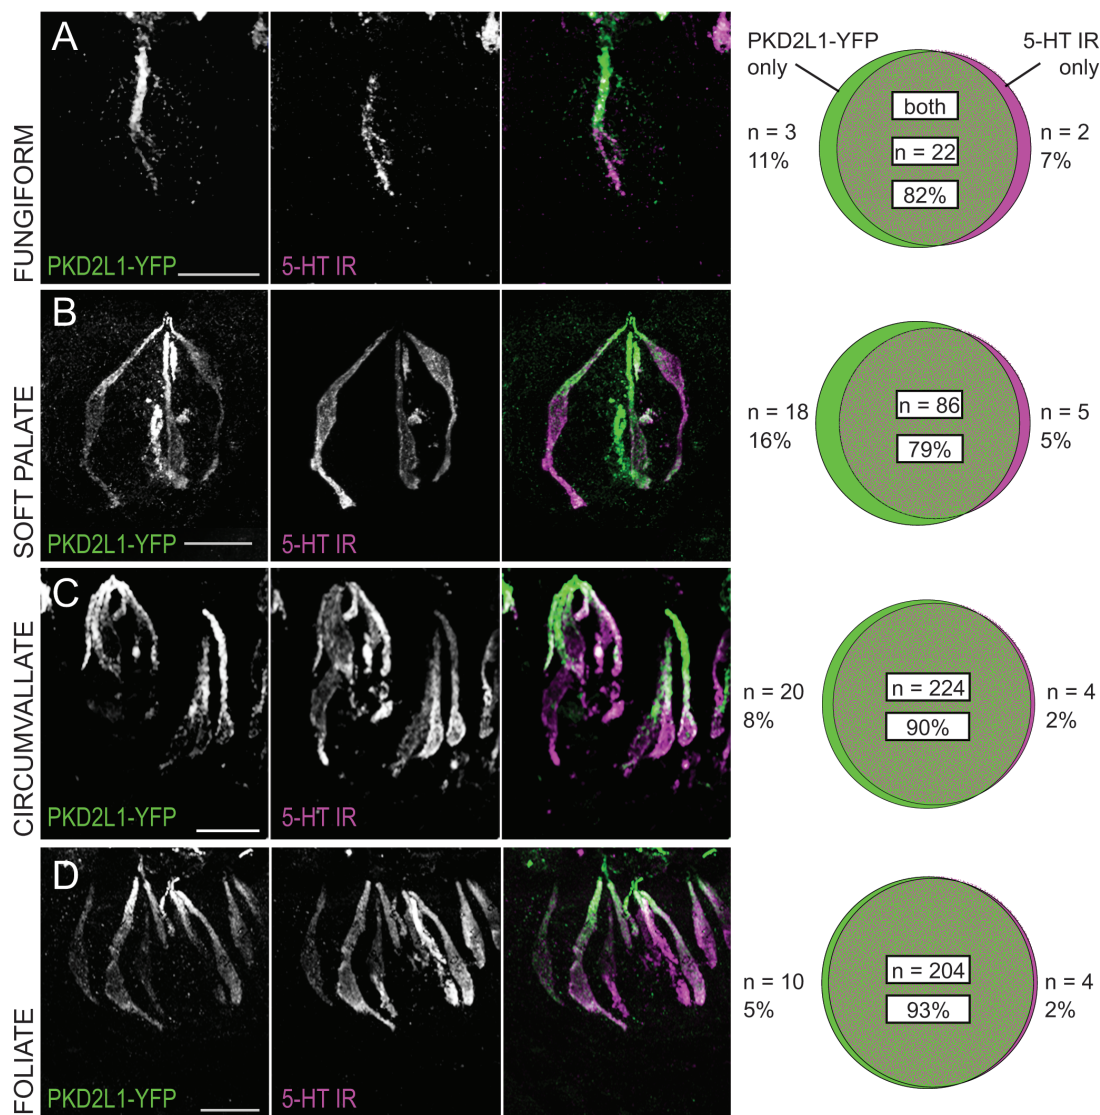 A
FUNGIFORM
PKD2L1-YFP
5-HT IR
PKD2L1-YFP
only
5-HT IR
only
both
n = 3
11%
n = 22
82%
n = 2
7%
B
SOFT PALATE
PKD2L1-YFP
5-HT IR
n = 18
16%
n = 86
79%
n = 5
5%
C
CIRCUMVALLATE
PKD2L1-YFP
5-HT IR
n = 20
8%
n = 224
90%
n = 4
2%
D
FOLIATE
PKD2L1-YFP
5-HT IR
n = 10
5%
n = 204
93%
n = 4
2%